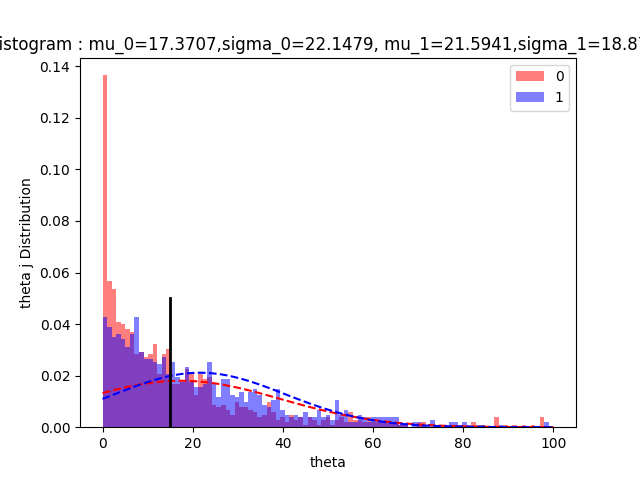 istogram : mu_0=17.3707,sigma_0=22.1479, mu_1=21.5941,sigma_1=18.87
0.14
0.12
0.10
0.08
0.06
0.04
0.02
0.00
theta j Distribution
0
1
0 20 40 60 80 100
theta